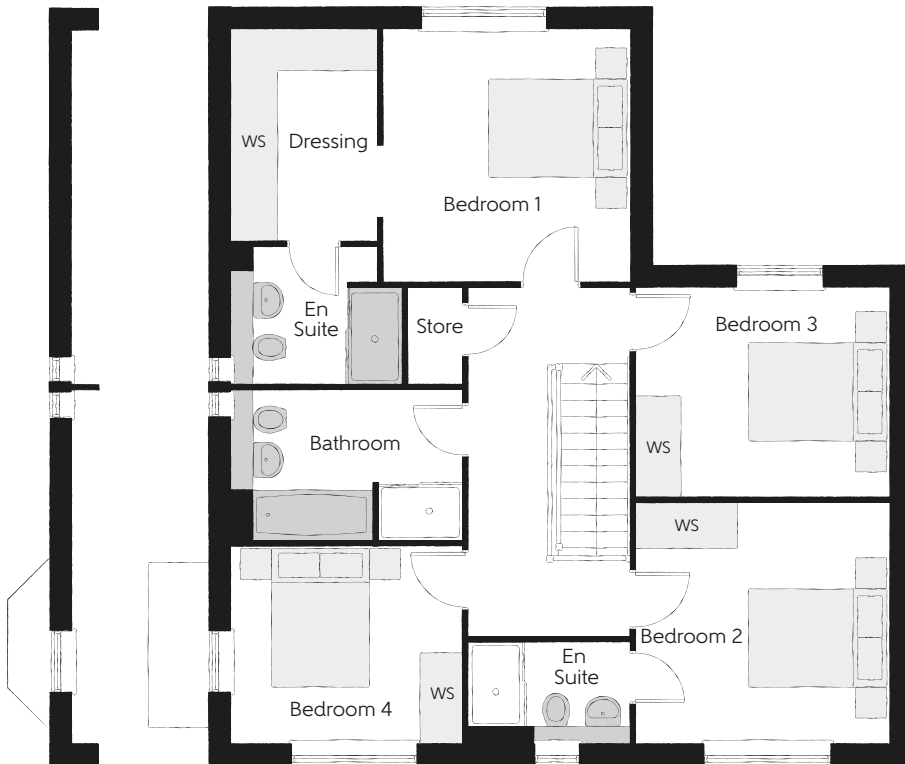 WS
Dressing
Bedroom 1
En
Suite
Store
Bedroom 3
Bathroom
WS
WS
Bedroom 2
En
Suite
WS
Bedroom 4